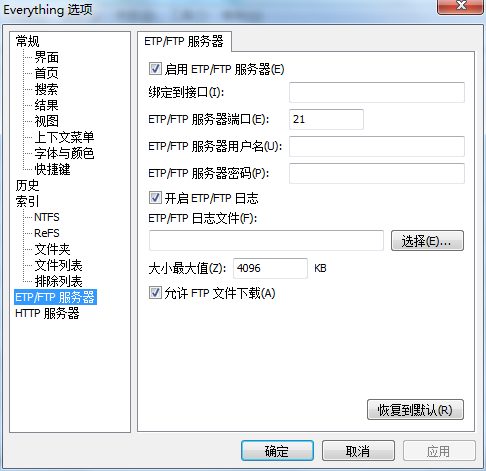 Everything 选项
常规
界面
首页
搜索
结果
视图
上下文菜单
字体与颜色
快捷键
历史
索引
NTFS
ReFS
文件夹
文件列表
排除列表
ETP/FTP 服务器
HTTP 服务器
ETP/FTP 服务器
启用 ETP/FTP 服务器(E)
绑定到接口(I):
ETP/FTP 服务器端口(E): 21
ETP/FTP 服务器用户名(U):
ETP/FTP 服务器密码(P):
开启 ETP/FTP 日志
ETP/FTP 日志文件(F):
选择(E)...
大小最大值(Z): 4096 KB
允许 FTP 文件下载(A)
恢复到默认(R)
确定 取消 应用